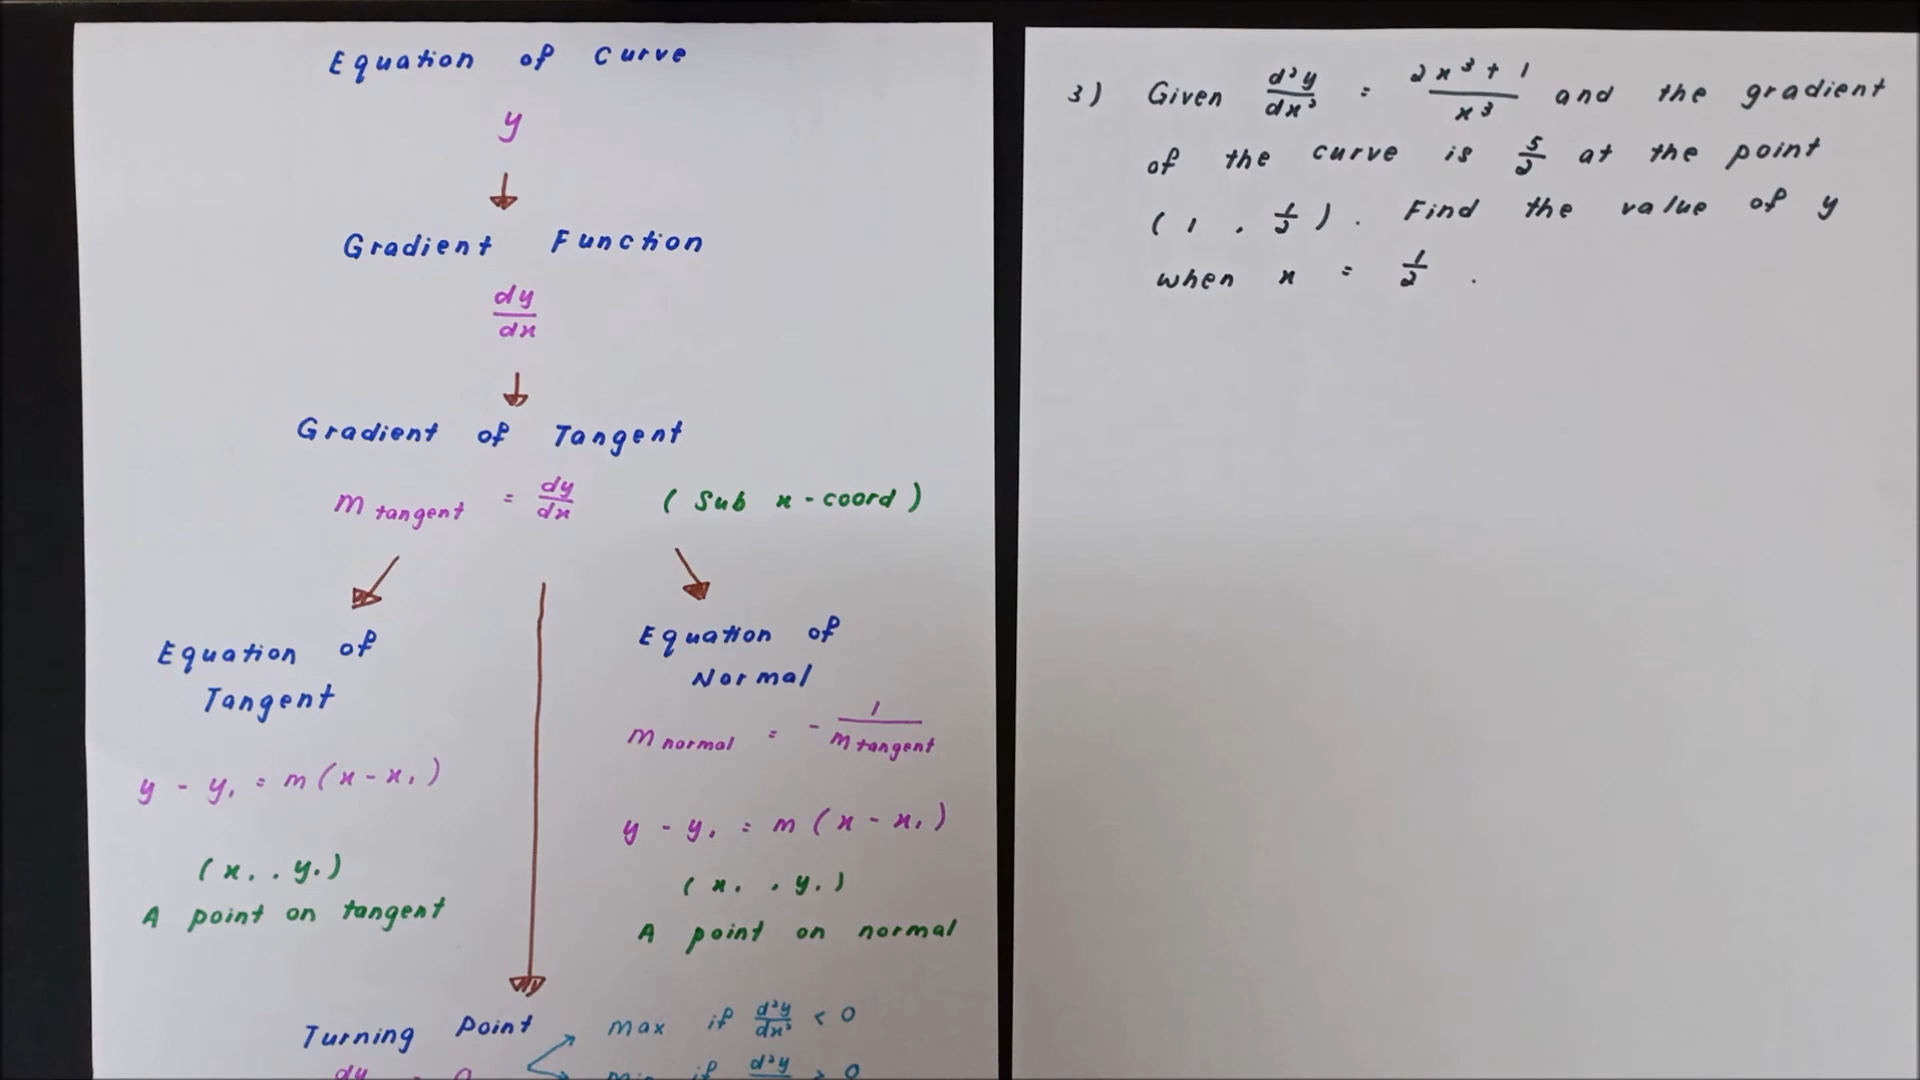 Equation of curve
y
Gradient Function
dy/dx
Gradient of Tangent
m tangent = dy/dx (Sub x-coord)
Equation of
Tangent
y - y₁ = m(x - x₁)
(x₁, y₁)
A point on tangent
Equation of
Normal
m normal = - 1/m tangent
y - y₁ = m(x - x₁)
(x₁, y₁)
A point on normal
Turning Point
max if d²y/dx² < 0
3) Given d²y/dx² = (2x³ + 1)/x³ and the gradient
of the curve is 5/2 at the point
(1, 1/2). Find the value of y
when x = 1/2.